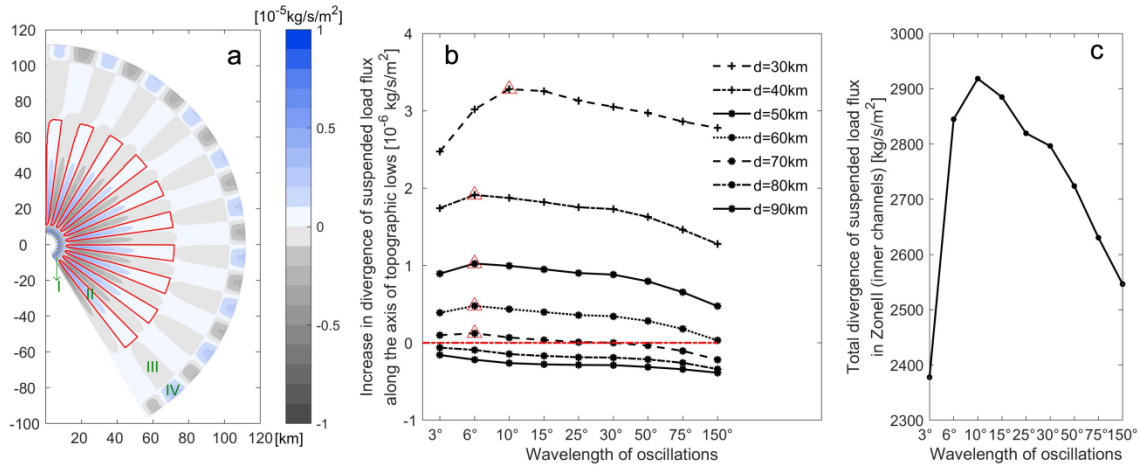 [10⁻⁵kg/s/m²]
a
120
100
80
60
40
20
0
-20
-40
-60
-80
-100
20 40 60 80 100 120
[km]
I
II
III
IV
1
0.5
0
-0.5
-1
b
Increase in divergence of suspended load flux
along the axis of topographic lows [10⁻⁶ kg/s/m²]
4
3
2
1
0
-1
3° 6° 10° 15° 25° 30° 50° 75° 150°
Wavelength of oscillations
d=30km
d=40km
d=50km
d=60km
d=70km
d=80km
d=90km
c
Total divergence of suspended load flux
in ZoneII (inner channels) [kg/s/m²]
3000
2900
2800
2700
2600
2500
2400
2300
3° 6° 10° 15° 25° 30° 50° 75° 150°
Wavelength of oscillations